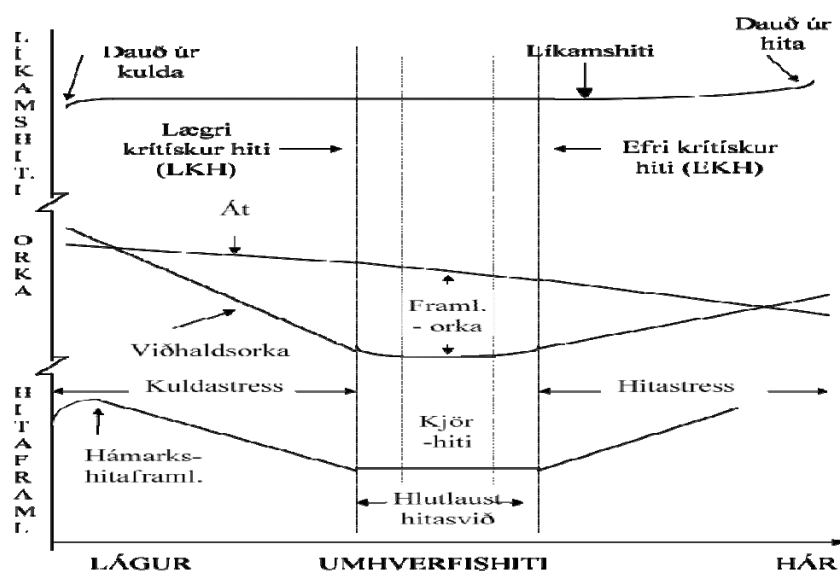 LÍKAMSHITI.
Dauð úr
kulda
Líkamshiti
Dauð úr
hita
Lægri
krítískur hiti
(LKH)
Efri krítískur
hiti (EKH)
ORKA
Át
Framl.
- orka
Viðhaldsorka
HITAFRAML
Kuldastress
Hitastress
Kjör
-hiti
Hámarks-
hitaframl.
Hlutlaust
hitasvið
LÁGUR
UMHVERFISHITI
HÁR